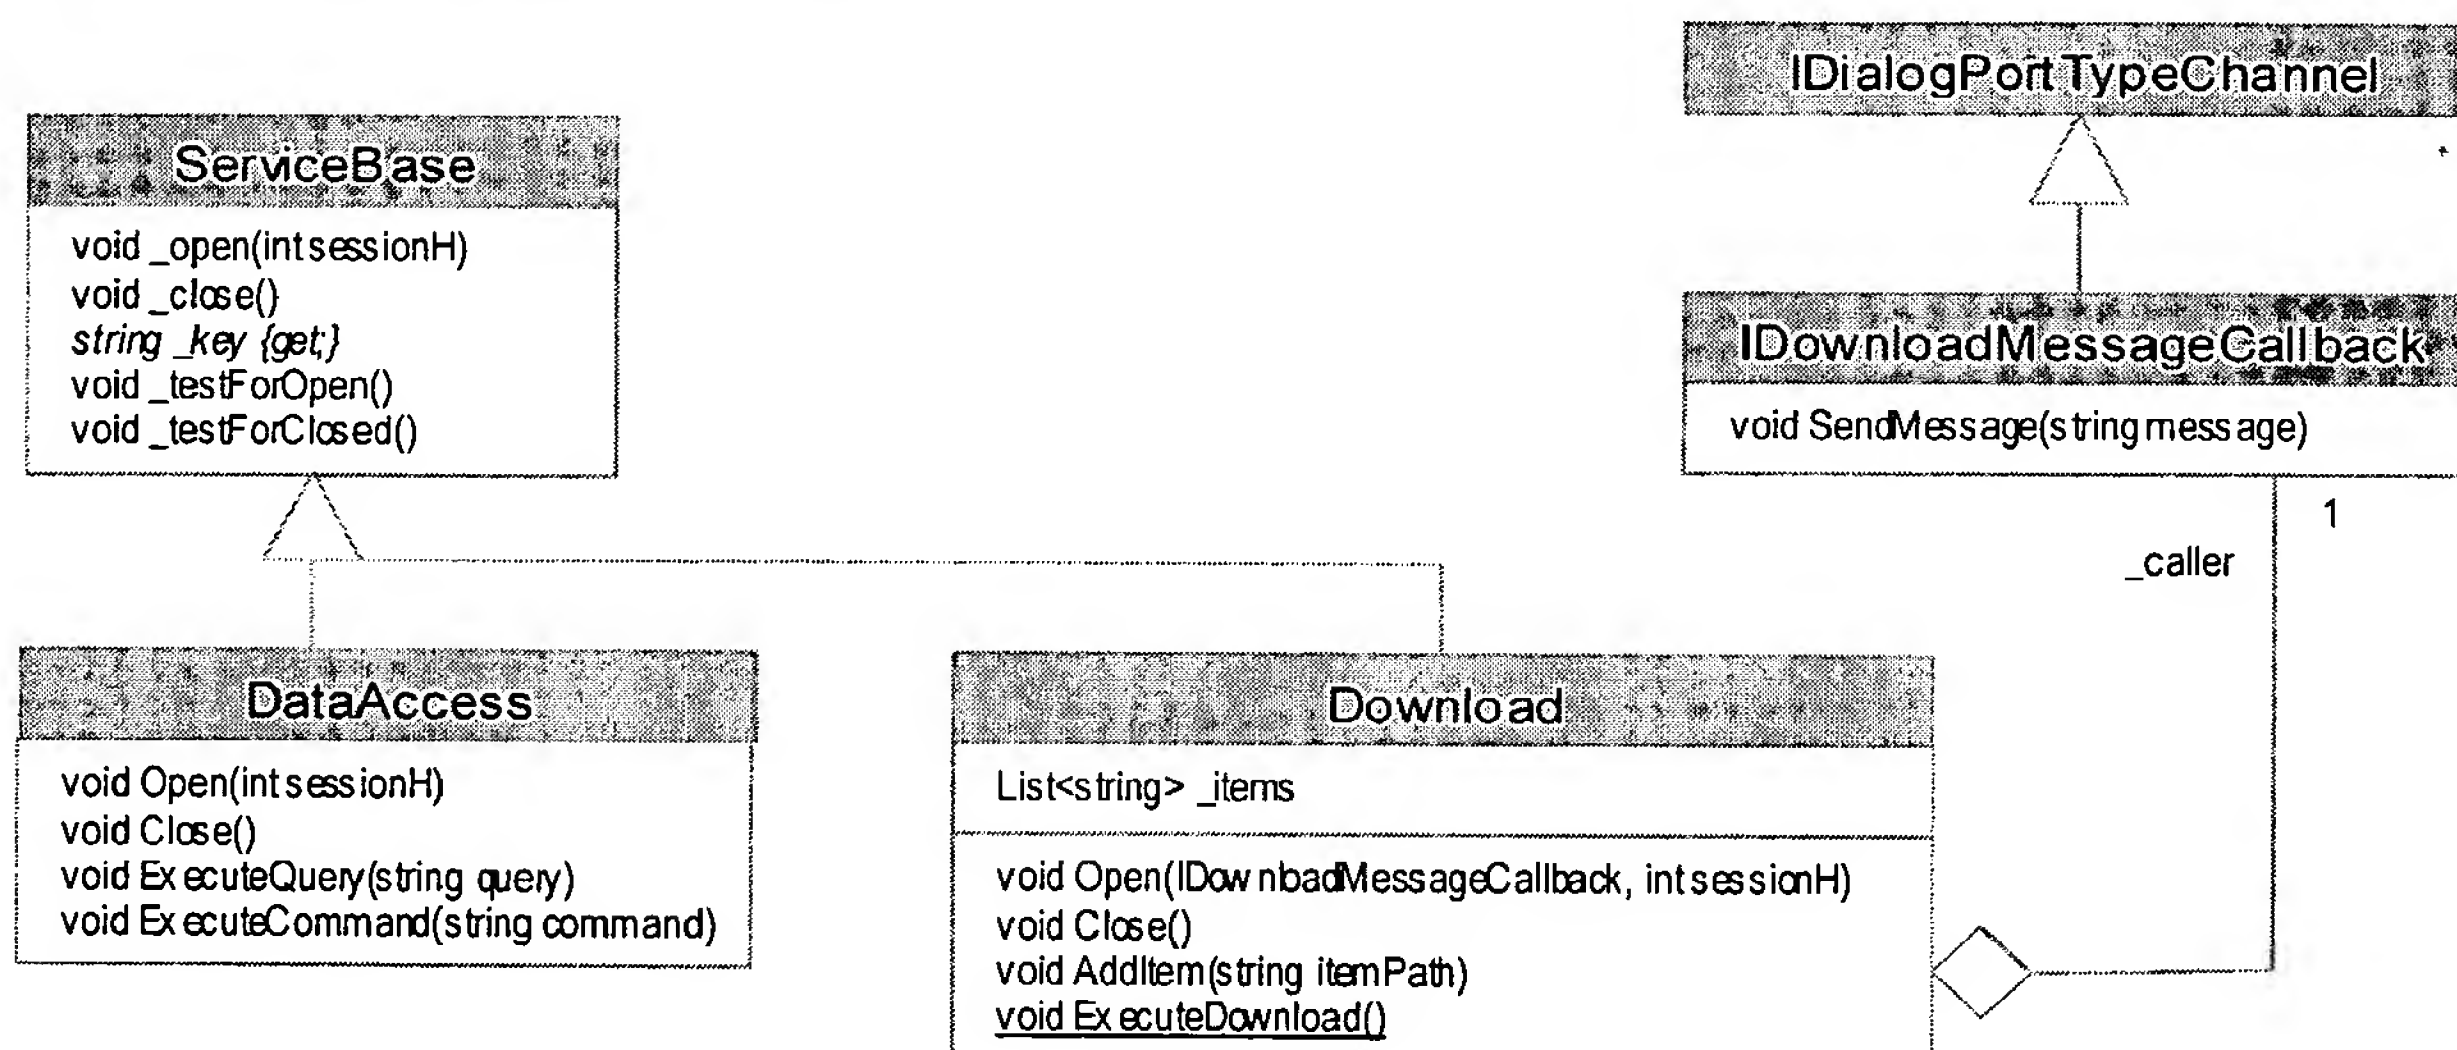 IDialogPortTypeChannel
ServiceBase
void _open(int sessionH)
void _close()
string _key {get;}
void _testForOpen()
void _testForClosed()
IDownloadMessageCallback
void SendMessage(string message)
1
_caller
DataAccess
void Open(int sessionH)
void Close()
void ExecuteQuery(string query)
void ExecuteCommand(string command)
Download
List<string> _items
void Open(IDownloadMessageCallback, int sessionH)
void Close()
void AddItem(string itemPath)
void ExecuteDownload()